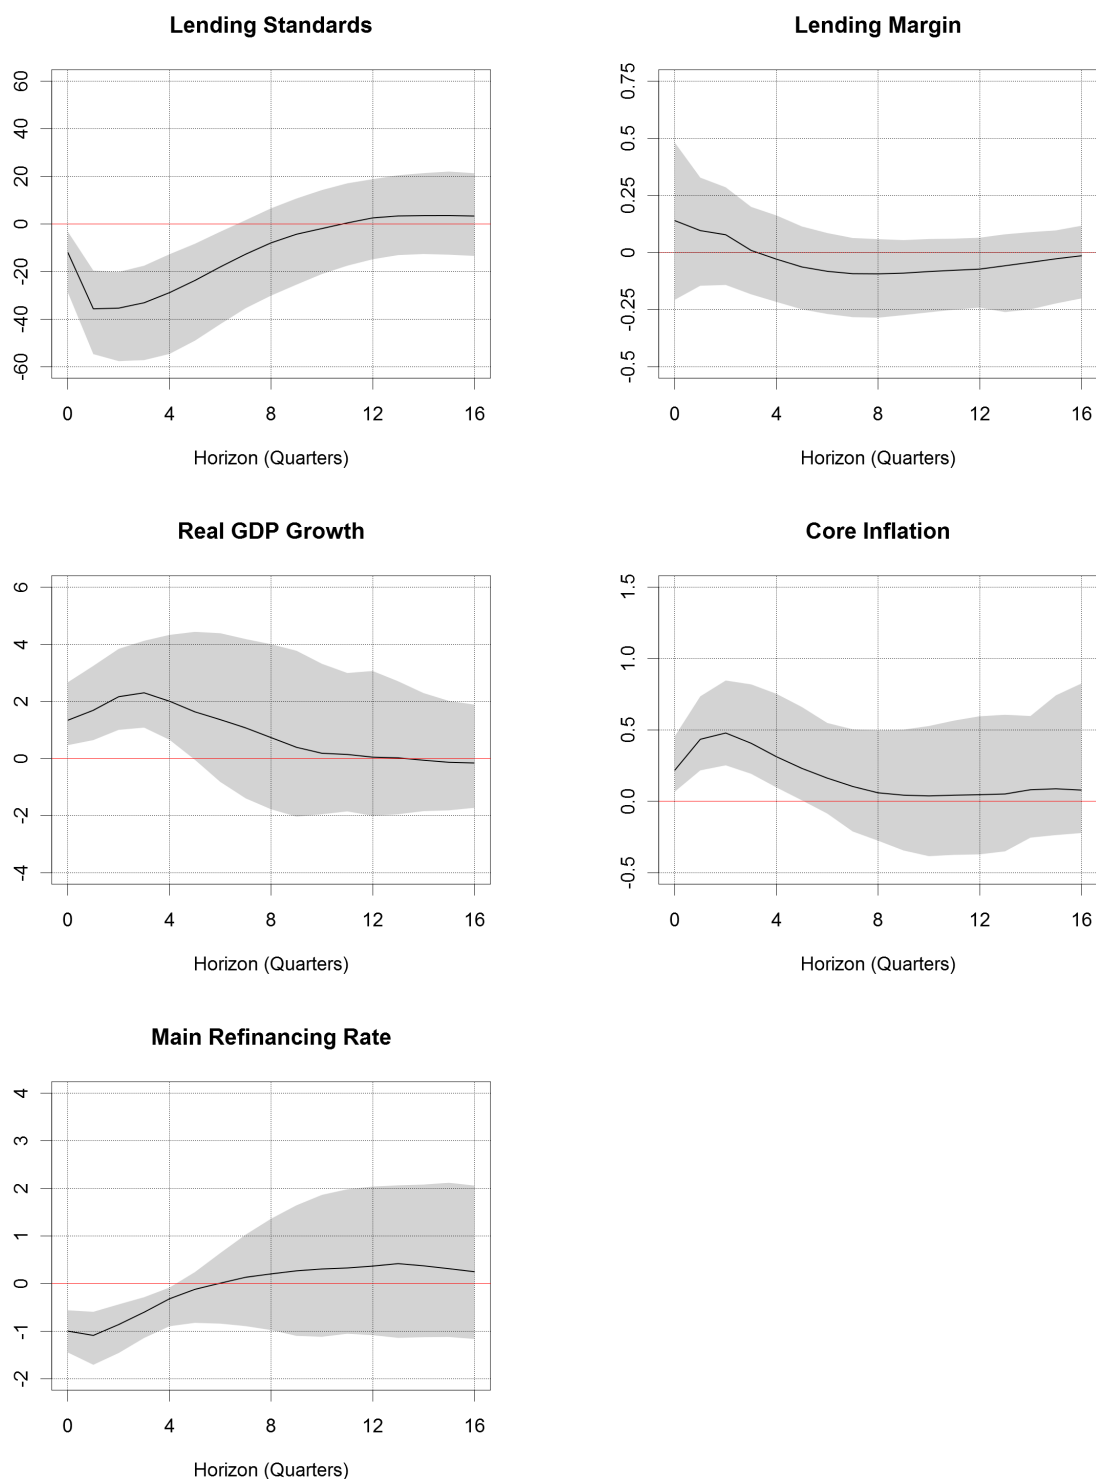 Lending Standards
60
40
20
0
-20
-40
-60
0 4 8 12 16
Horizon (Quarters)
Lending Margin
0.75
0.5
0.25
0
-0.25
-0.5
0 4 8 12 16
Horizon (Quarters)
Real GDP Growth
6
4
2
0
-2
-4
0 4 8 12 16
Horizon (Quarters)
Core Inflation
1.5
1.0
0.5
0.0
-0.5
0 4 8 12 16
Horizon (Quarters)
Main Refinancing Rate
4
3
2
1
0
-1
-2
0 4 8 12 16
Horizon (Quarters)